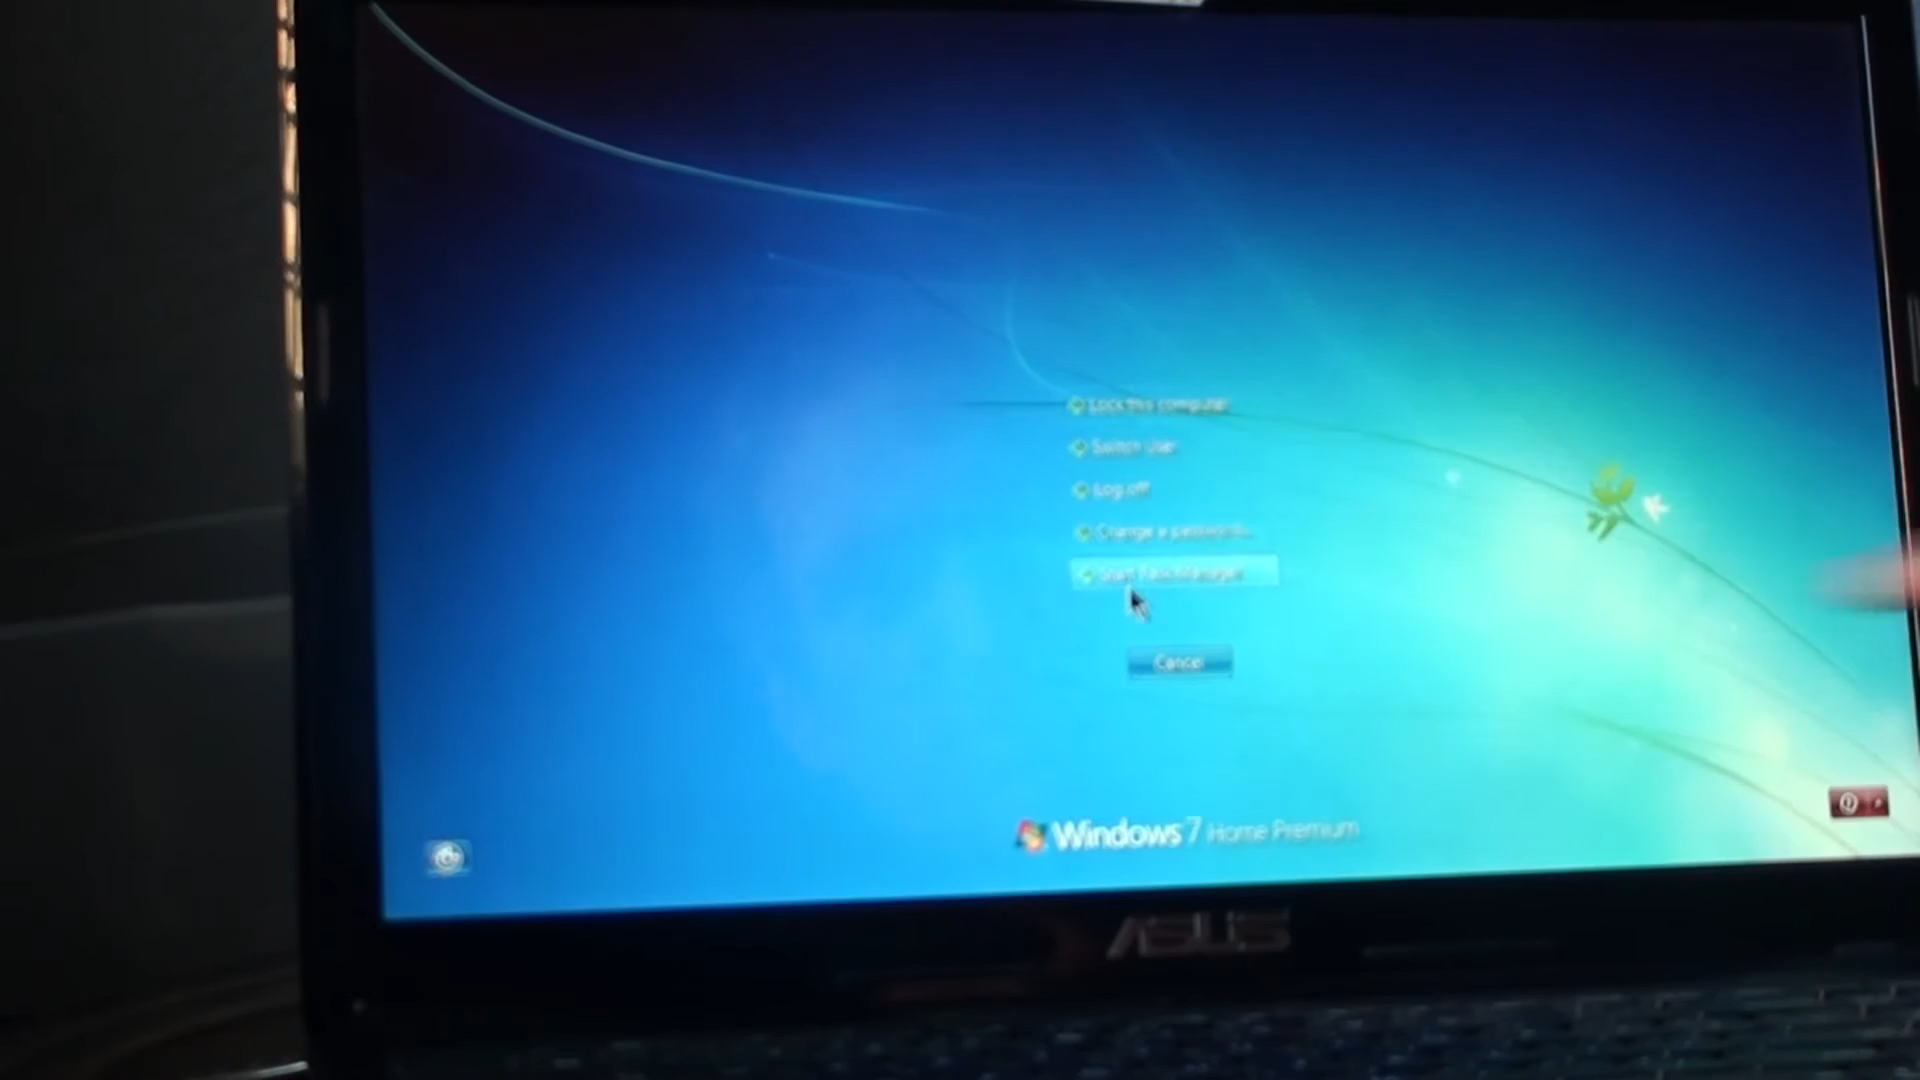 Lock this computer
Switch User
Log off
Change a password...
Start Task Manager
Cancel
Windows 7 Home Premium
ASUS